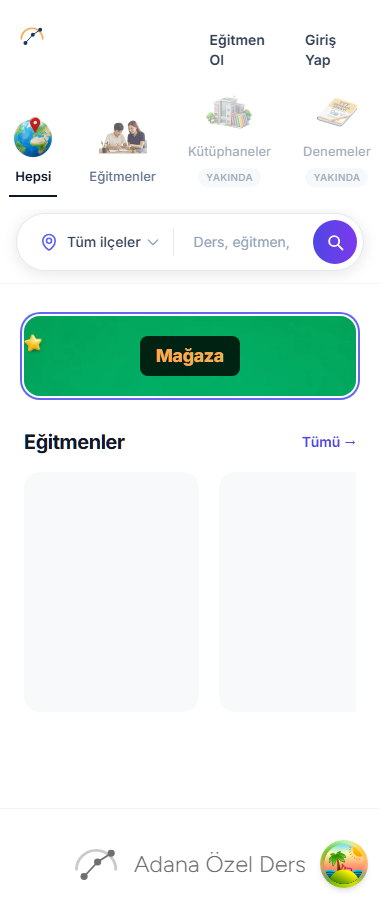 Eğitmen
Ol
Giriş
Yap
Hepsi
Eğitmenler
Kütüphaneler
YAKINDA
Denemeler
YAKINDA
Tüm ilçeler
Ders, eğitmen,
Mağaza
Eğitmenler
Tümü →
Adana Özel Ders